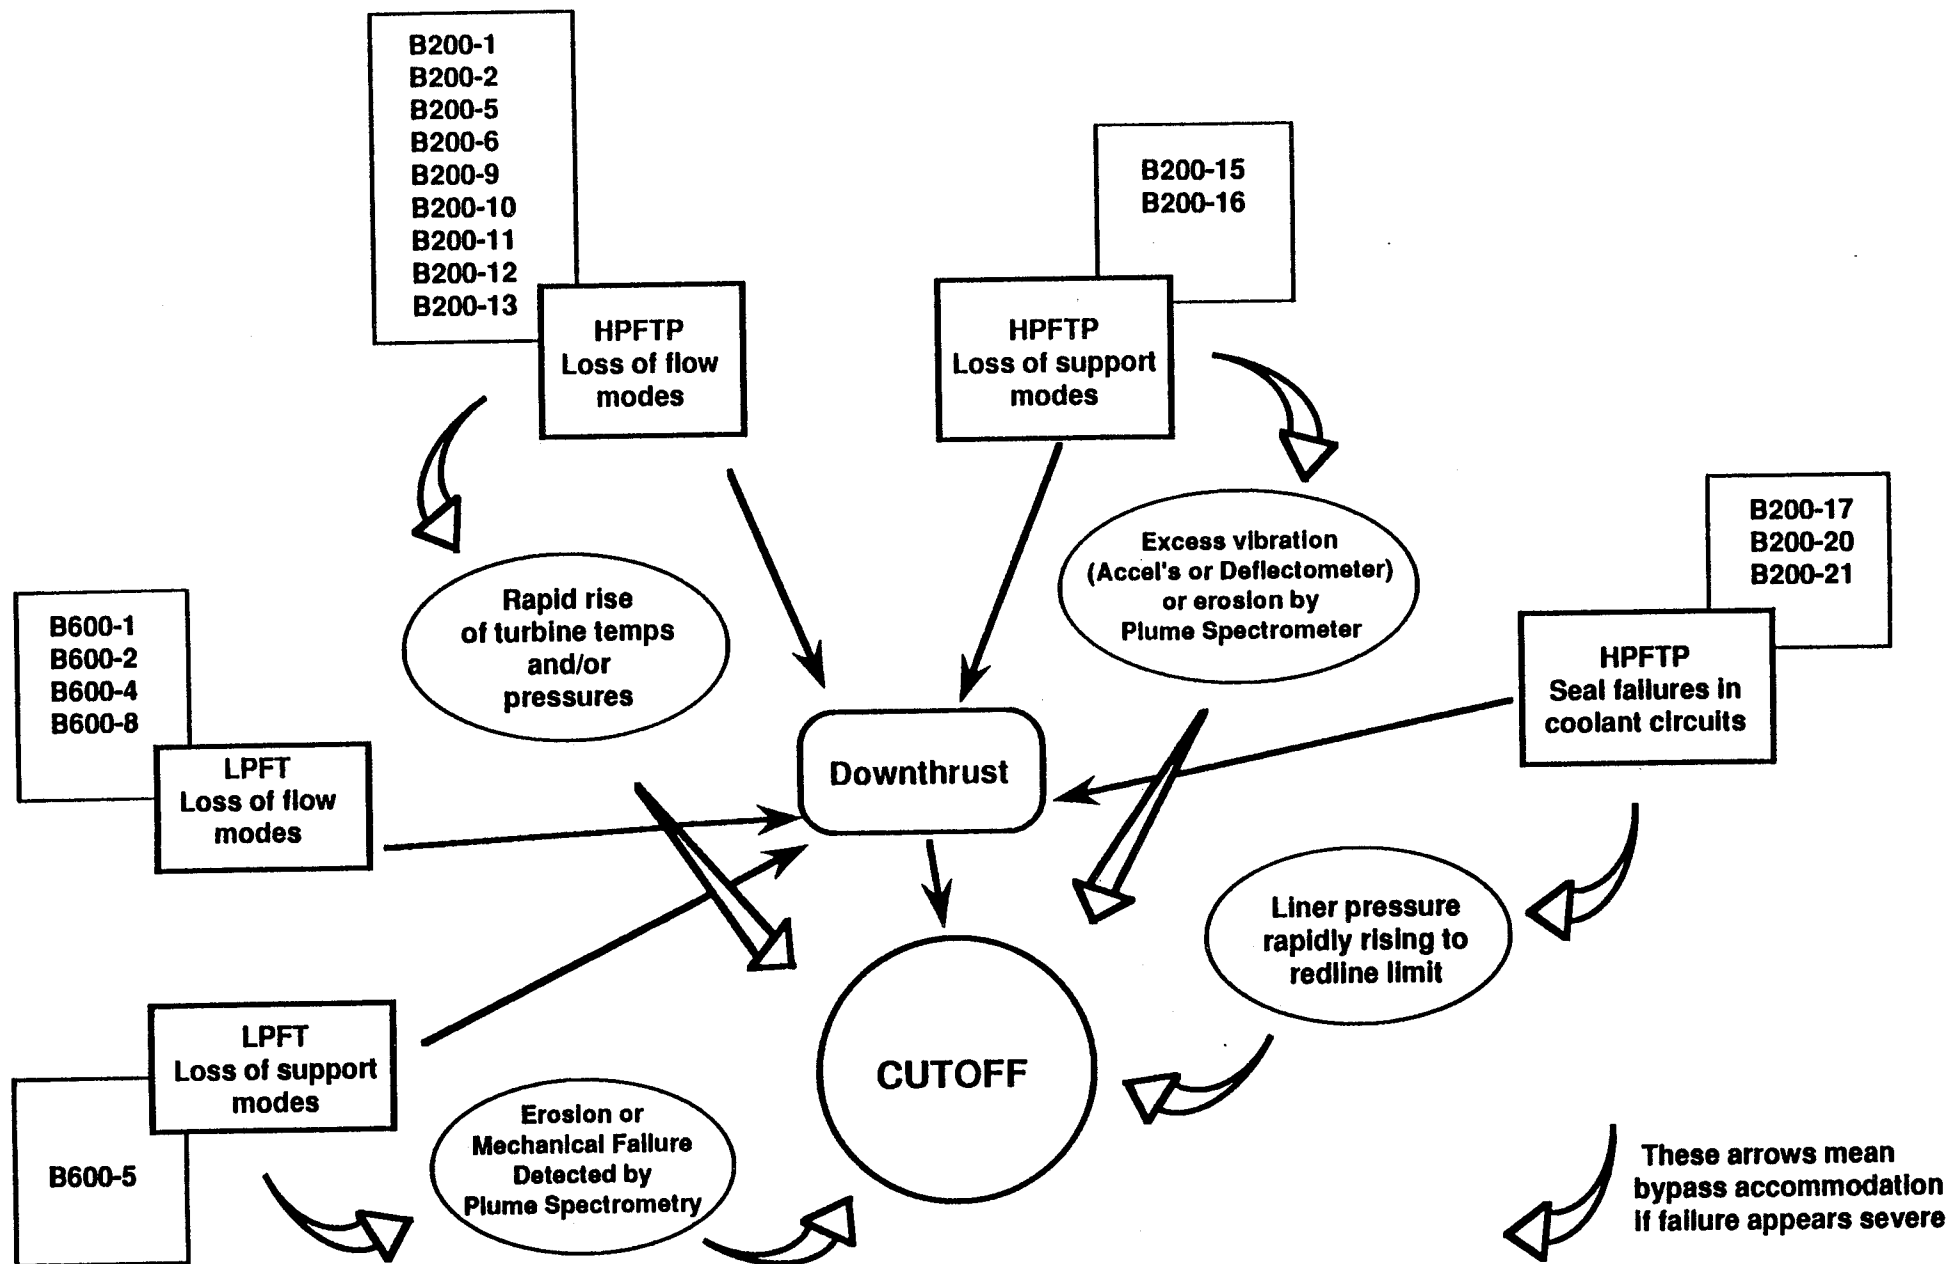 B200-1
B200-2
B200-5
B200-6
B200-9
B200-10
B200-11
B200-12
B200-13
HPFTP
Loss of flow
modes
B200-15
B200-16
HPFTP
Loss of support
modes
Rapid rise
of turbine temps
and/or
pressures
Excess vibration
(Accel's or Deflectometer)
or erosion by
Plume Spectrometer
B200-17
B200-20
B200-21
HPFTP
Seal failures in
coolant circuits
B600-1
B600-2
B600-4
B600-8
LPFT
Loss of flow
modes
Downthrust
Liner pressure
rapidly rising to
redline limit
LPFT
Loss of support
modes
B600-5
Erosion or
Mechanical Failure
Detected by
Plume Spectrometry
CUTOFF
These arrows mean
bypass accommodation
if failure appears severe